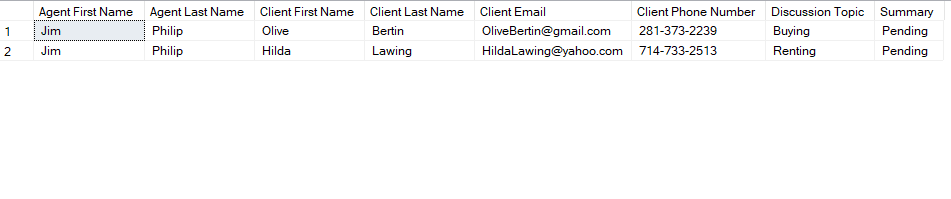 Agent First Name Agent Last Name Client First Name Client Last Name Client Email Client Phone Number Discussion Topic Summary
1 Jim Philip Olive Bertin OliveBertin@gmail.com 281-373-2239 Buying Pending
2 Jim Philip Hilda Lawing HildaLawing@yahoo.com 714-733-2513 Renting Pending